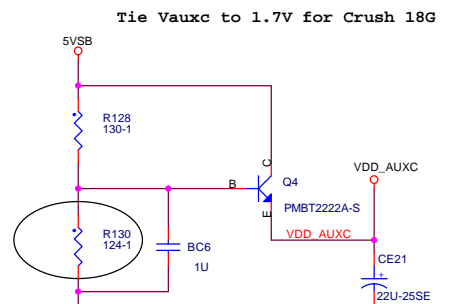 Tie Vauxc to 1.7V for Crush 18G
5VSB
R128
130-1
C
B
Q4
VDD_AUXC
PMBT2222A-S
E
VDD_AUXC
R130
124-1
BC6
1U
CE21
+
22U-25SE